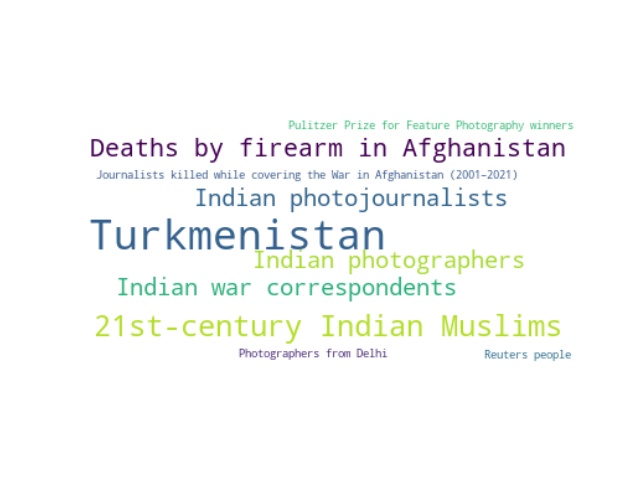 Pulitzer Prize for Feature Photography winners
Deaths by firearm in Afghanistan
Journalists killed while covering the War in Afghanistan (2001–2021)
Indian photojournalists
Turkmenistan
Indian photographers
Indian war correspondents
21st-century Indian Muslims
Photographers from Delhi
Reuters people